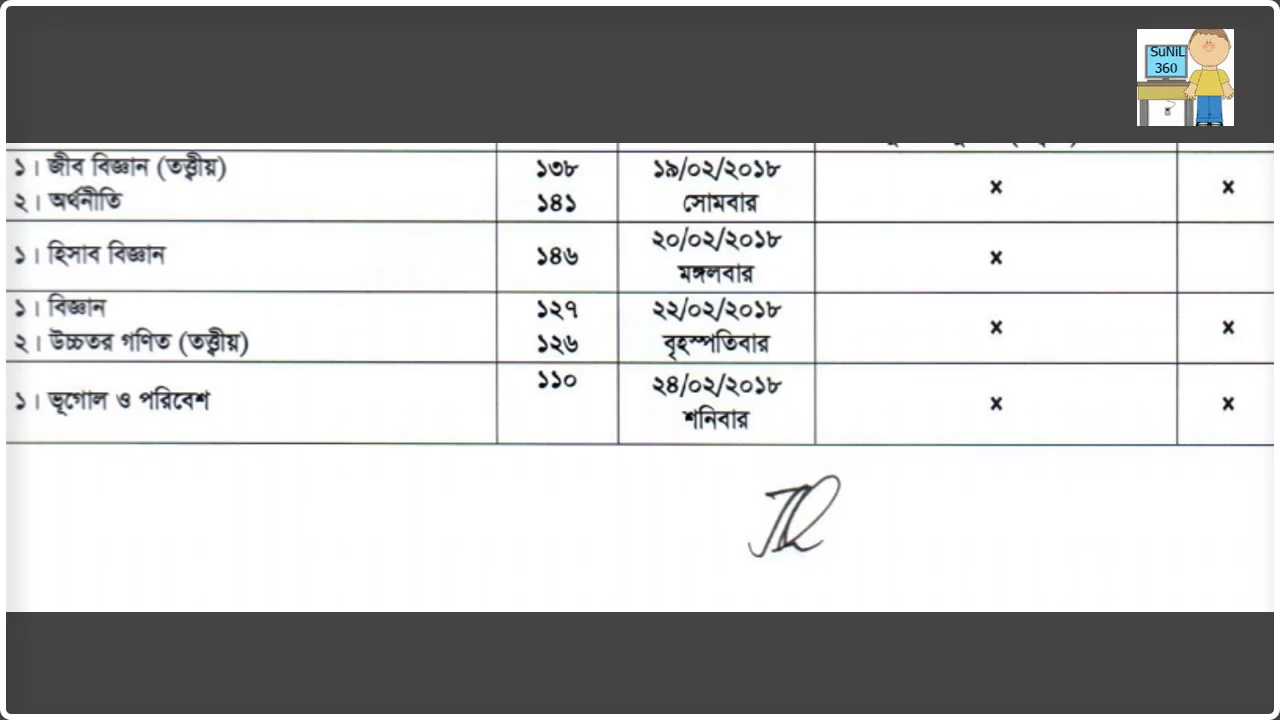 SuNiL
360
১। জীব বিজ্ঞান (তত্ত্বীয়) ১৩৮ ১৯/০২/২০১৮ × ×
২। অর্থনীতি ১৪১ সোমবার
১। হিসাব বিজ্ঞান ১৪৬ ২০/০২/২০১৮ ×
মঙ্গলবার
১। বিজ্ঞান ১২৭ ২২/০২/২০১৮ × ×
২। উচ্চতর গণিত (তত্ত্বীয়) ১২৬ বৃহস্পতিবার
১। ভূগোল ও পরিবেশ ১১০ ২৪/০২/২০১৮ × ×
শনিবার